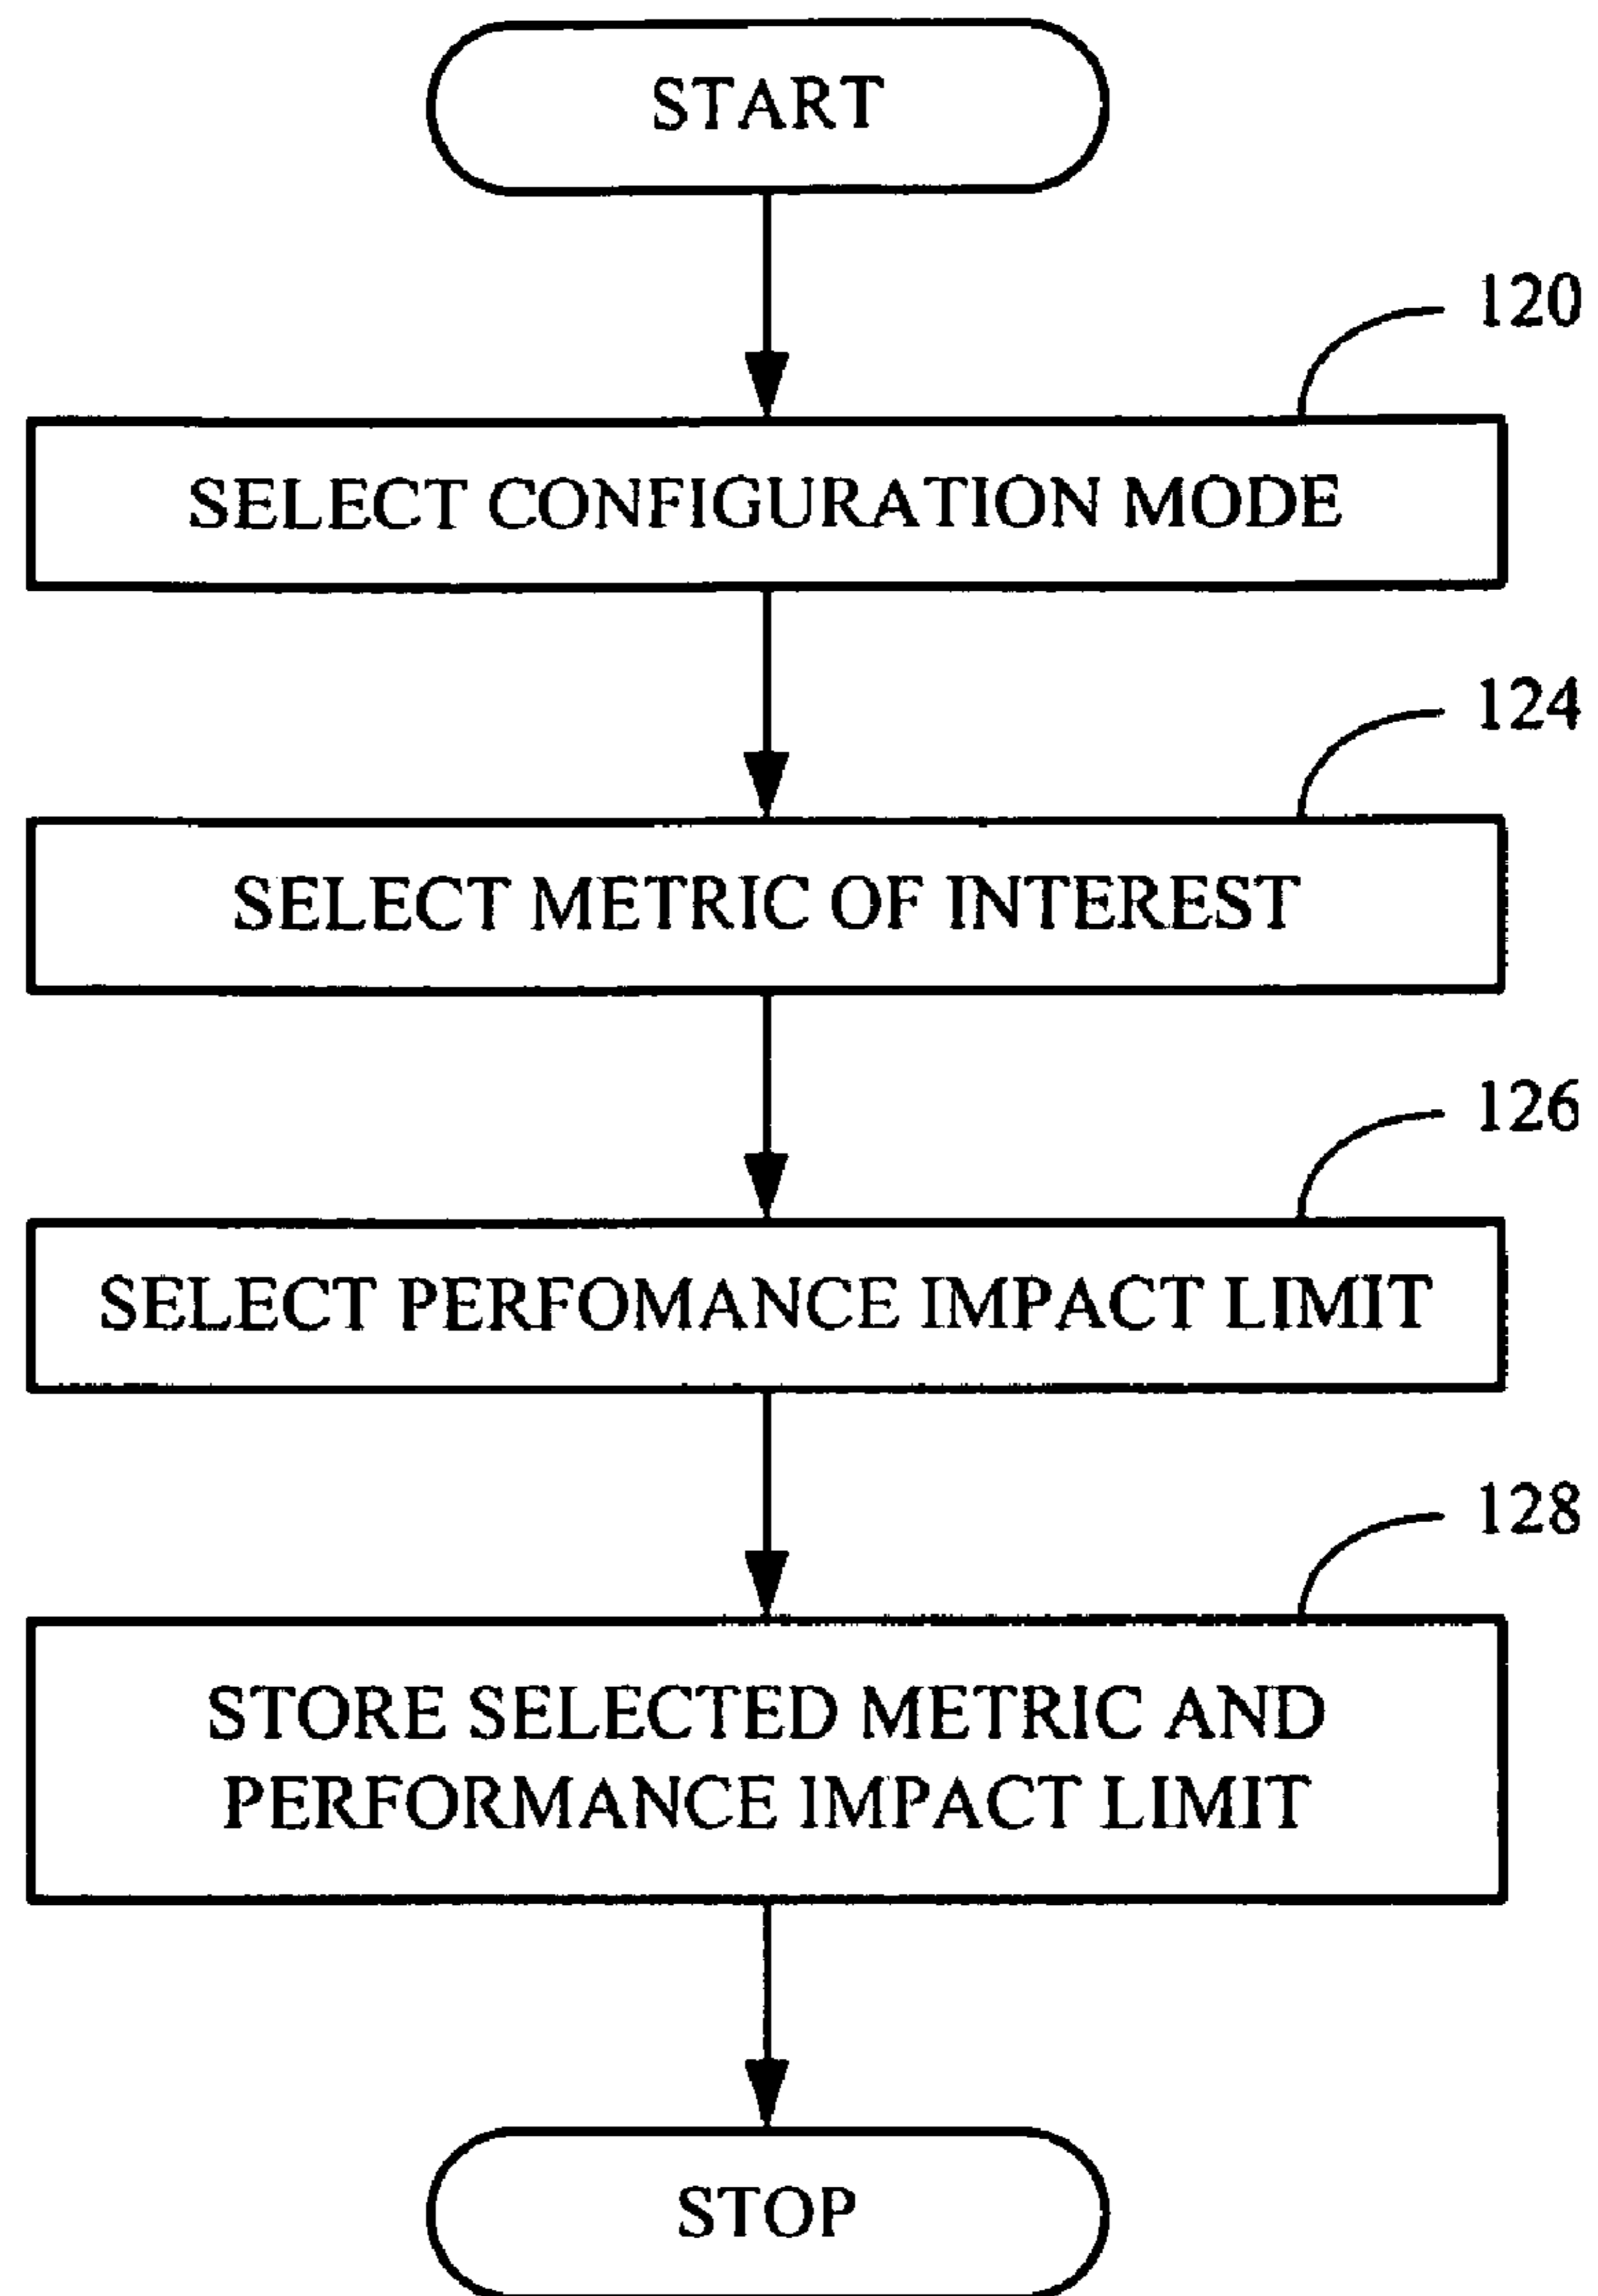 START
120
SELECT CONFIGURATION MODE
124
SELECT METRIC OF INTEREST
126
SELECT PERFOMANCE IMPACT LIMIT
128
STORE SELECTED METRIC AND
PERFORMANCE IMPACT LIMIT
STOP